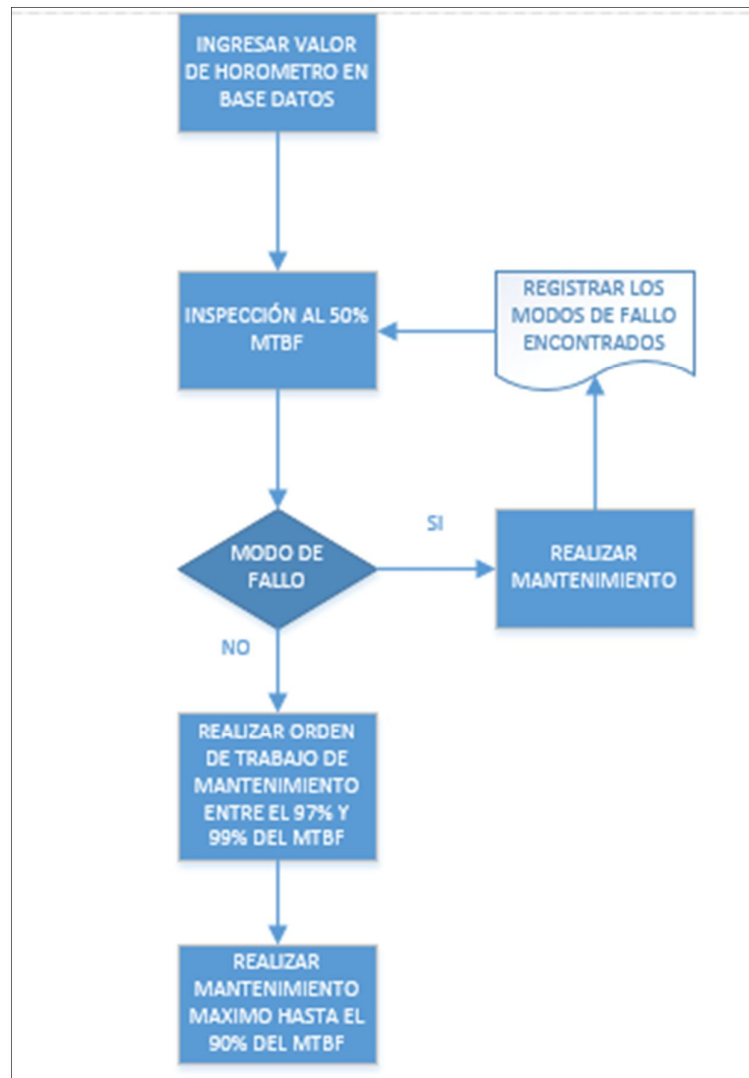 INGRESAR VALOR
DE HOROMETRO EN
BASE DATOS
INSPECCIÓN AL 50%
MTBF
REGISTRAR LOS
MODOS DE FALLO
ENCONTRADOS
MODO DE
FALLO
SI
REALIZAR
MANTENIMIENTO
NO
REALIZAR ORDEN
DE TRABAJO DE
MANTENIMIENTO
ENTRE EL 97% Y
99% DEL MTBF
REALIZAR
MANTENIMIENTO
MAXIMO HASTA EL
90% DEL MTBF